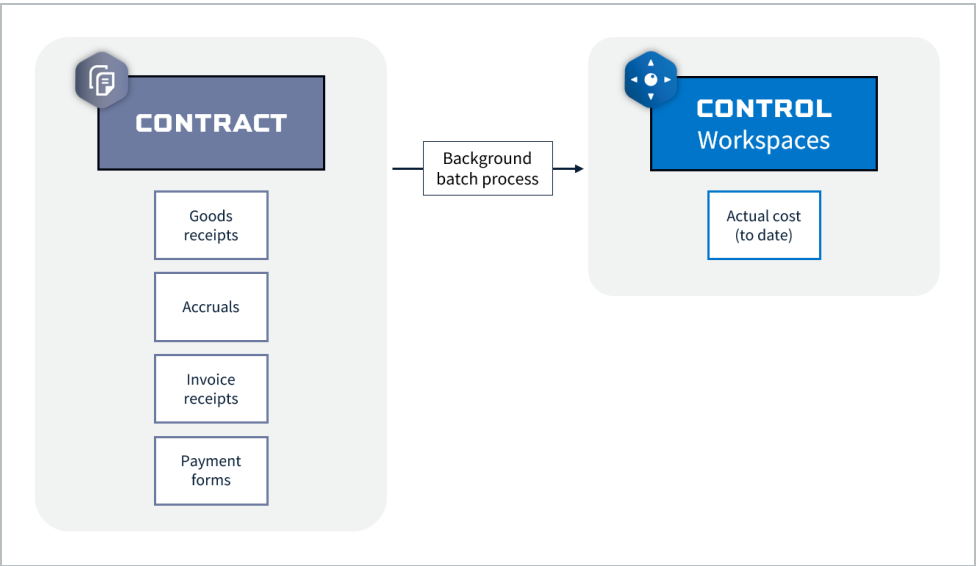 CONTRACT
Goods
receipts
Accruals
Invoice
receipts
Payment
forms
Background
batch process
CONTROL
Workspaces
Actual cost
(to date)